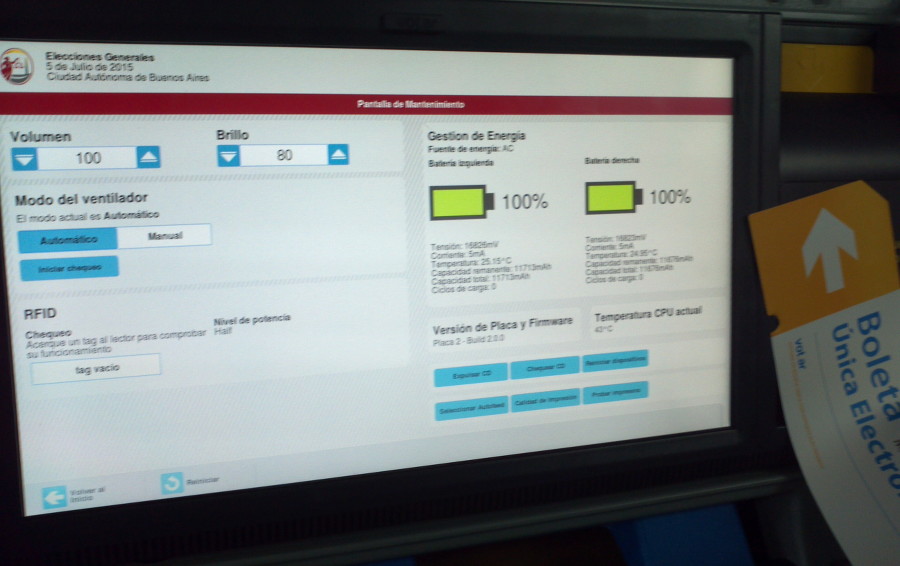 Elecciones Generales
5 de Julio de 2015
Ciudad Autónoma de Buenos Aires
Pantalla de Mantenimiento
Volumen
100
Brillo
80
Modo del ventilador
El modo actual es Automático
Automático
Manual
Iniciar chequeo
RFID
Chequeo
Acerque un tag al lector para comprobar
su funcionamiento
tag vacío
Nivel de potencia
Half
Gestion de Energía
Fuente de energía: AC
Batería izquierda
100%
Tensión: 16826mV
Corriente: 5mA
Temperatura: 25.15°C
Capacidad remanente: 11713mAh
Capacidad total: 11713mAh
Ciclos de carga: 0
Batería derecha
100%
Tensión: 16823mV
Corriente: 5mA
Temperatura: 24.95°C
Capacidad remanente: 11678mAh
Capacidad total: 11678mAh
Ciclos de carga: 0
Versión de Placa y Firmware
Placa 2 - Build 2.0.0
Temperatura CPU actual
43°C
Expulsar CD
Chequear CD
Reiniciar dispositivo
Seleccionar Autofeed
Calidad de Impresión
Probar impresora
Volver al
Inicio
Reiniciar
Boleta
Única Electró
vot.ar